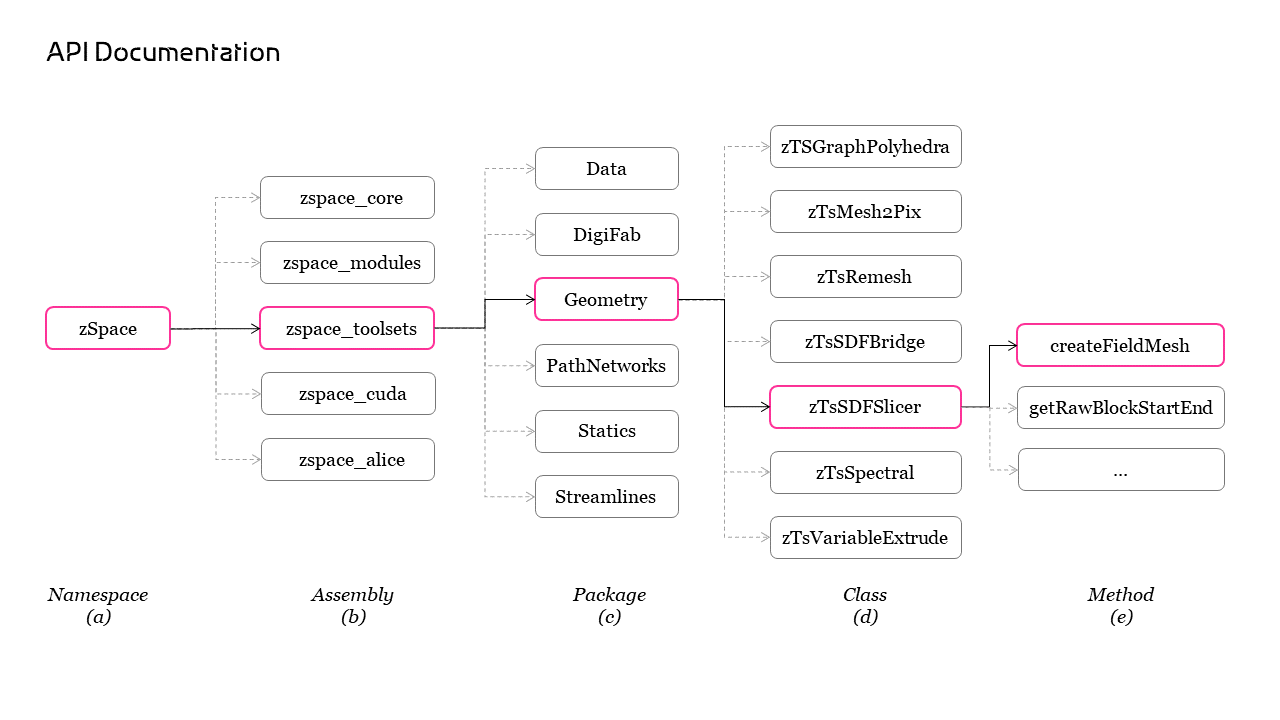 API Documentation
zSpace
zspace_core
zspace_modules
zspace_toolsets
zspace_cuda
zspace_alice
Data
DigiFab
Geometry
PathNetworks
Statics
Streamlines
zTSGraphPolyhedra
zTsMesh2Pix
zTsRemesh
zTsSDFBridge
zTsSDFSlicer
zTsSpectral
zTsVariableExtrude
createFieldMesh
getRawBlockStartEnd
...
Namespace
(a)
Assembly
(b)
Package
(c)
Class
(d)
Method
(e)